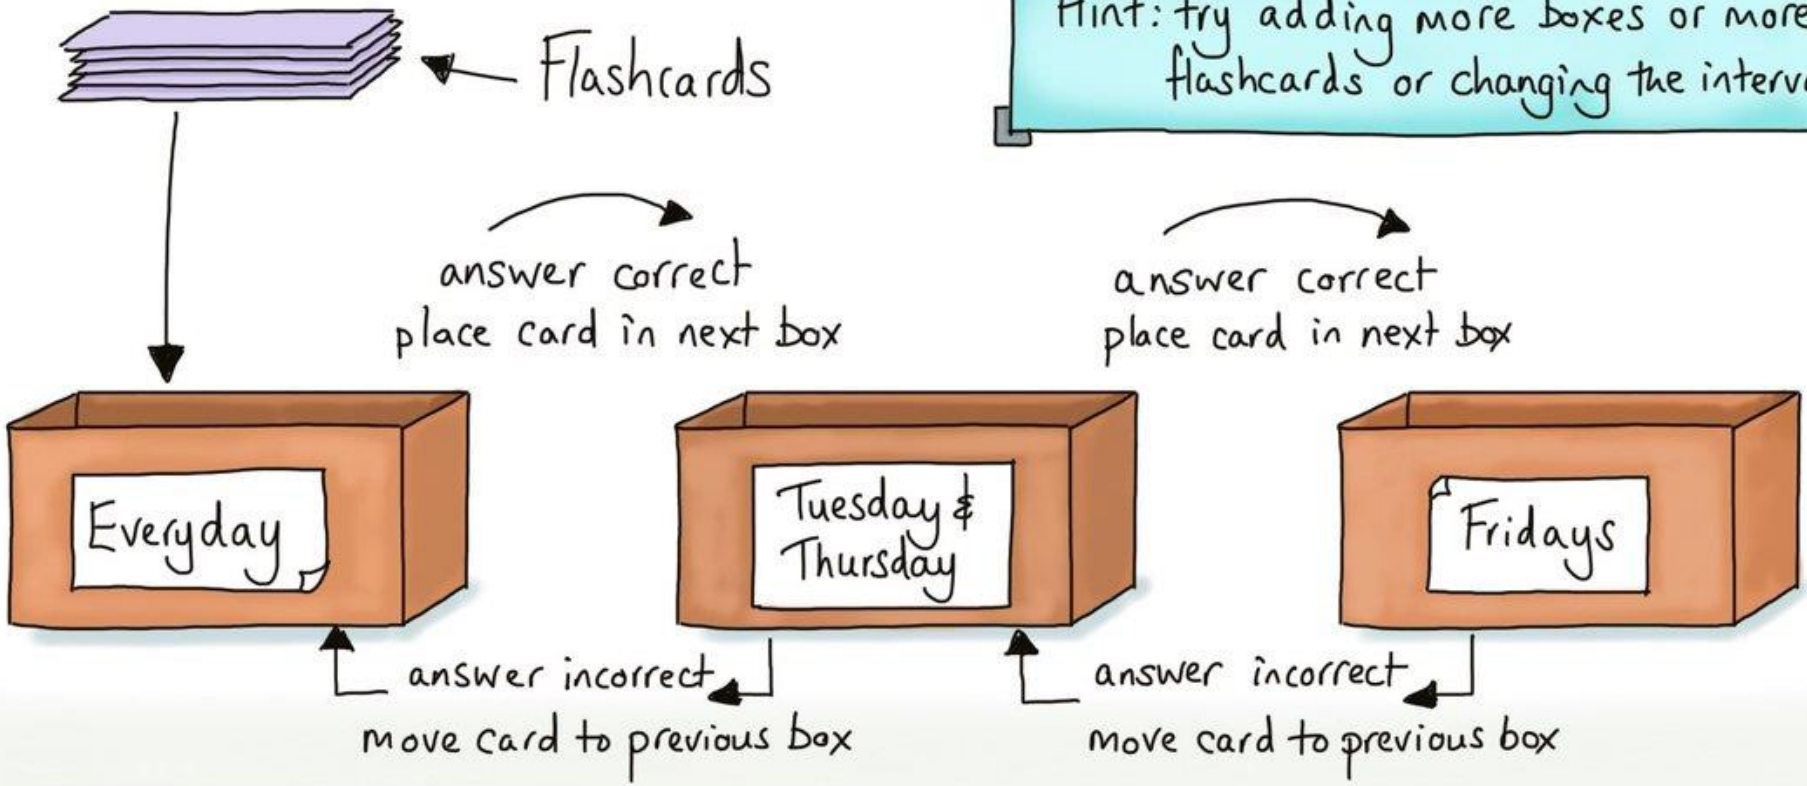 Flashcards
Hint: try adding more boxes or more
flashcards or changing the
answer correct
place card in next box
answer correct
place card in next box
Everyday
Tuesday &
Thursday
Fridays
answer incorrect
move card to previous box
answer incorrect
move card to previous box